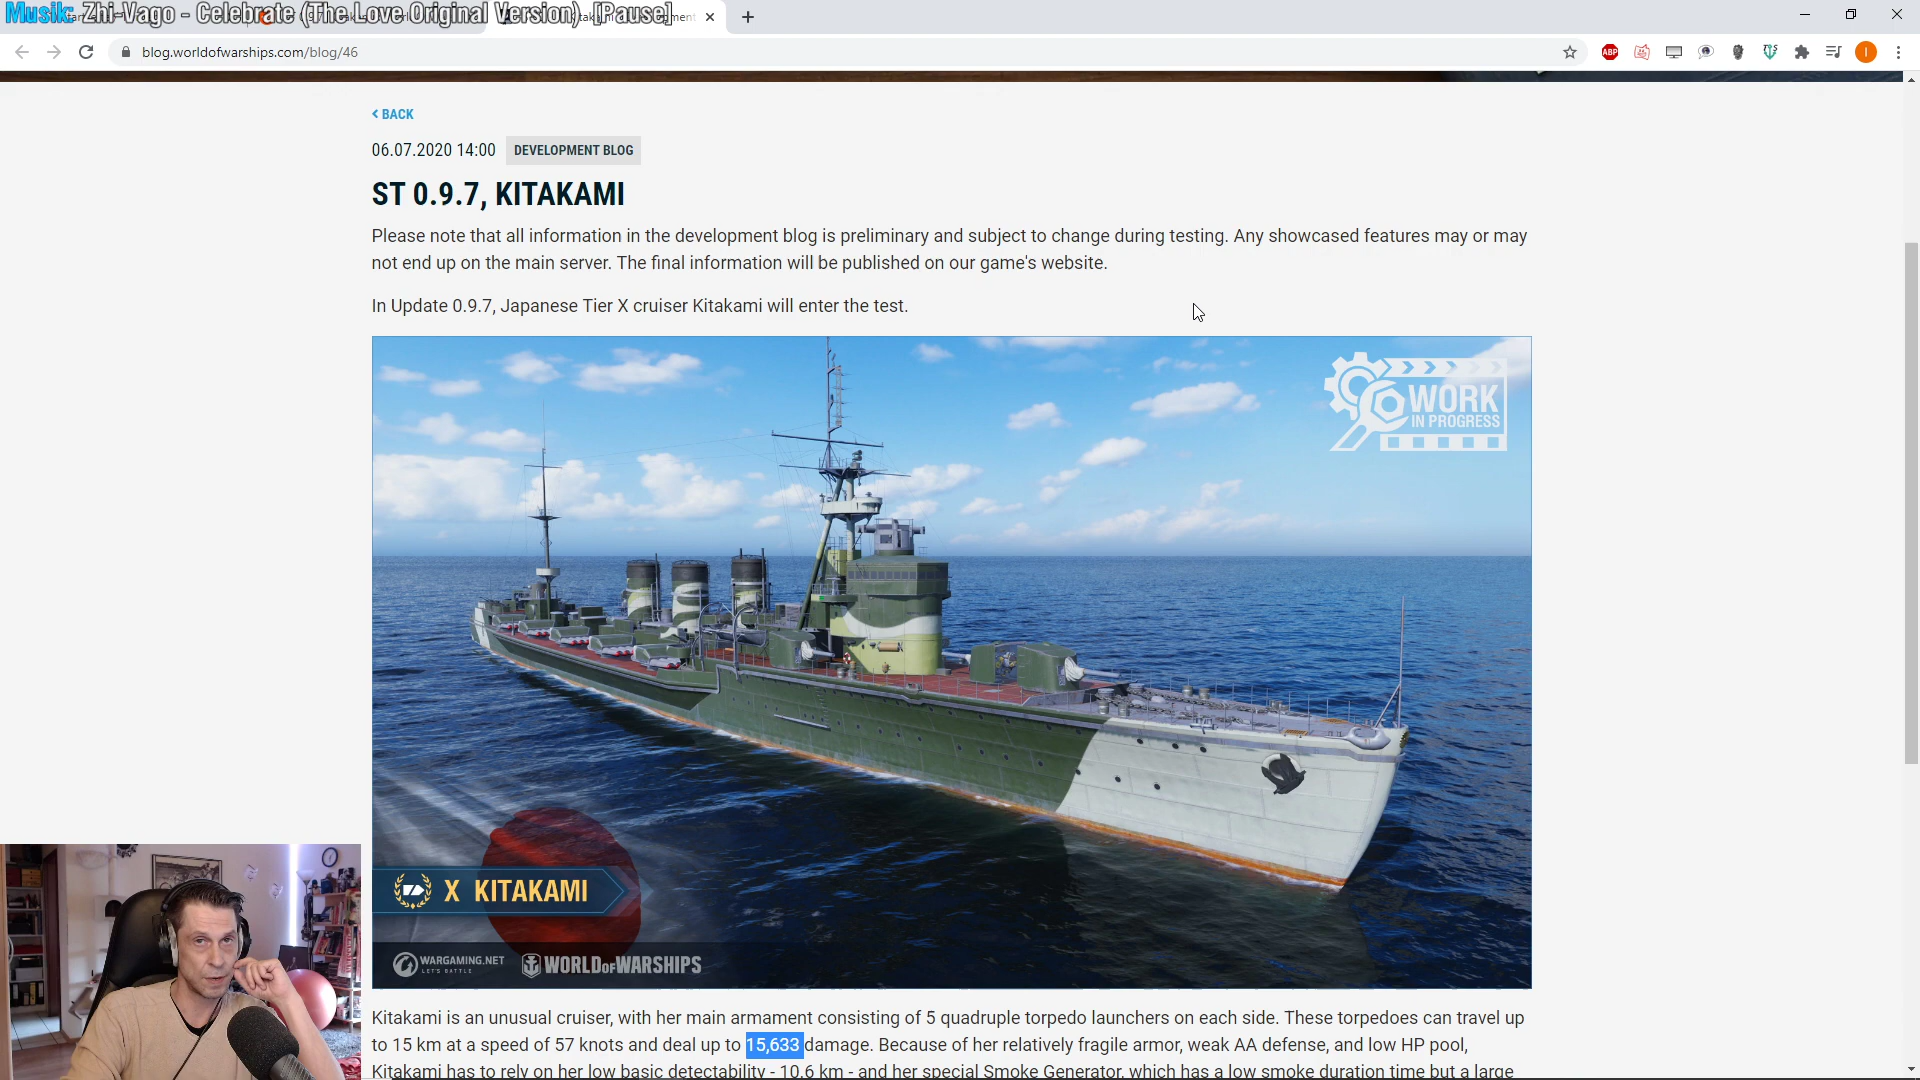 Musik: Zhi-Vago - Celebrate (The Love Original Version) - [Pause]
blog.worldofwarships.com/blog/46
ABP
I
< BACK
06.07.2020 14:00 DEVELOPMENT BLOG
ST 0.9.7, KITAKAMI
Please note that all information in the development blog is preliminary and subject to change during testing. Any showcased features may or may
not end up on the main server. The final information will be published on our game's website.
In Update 0.9.7, Japanese Tier X cruiser Kitakami will enter the test.
WORK
IN PROGRESS
X KITAKAMI
WARGAMING.NET
LET'S BATTLE
WORLD OF WARSHIPS
Kitakami is an unusual cruiser, with her main armament consisting of 5 quadruple torpedo launchers on each side. These torpedoes can travel up
to 15 km at a speed of 57 knots and deal up to 15,633 damage. Because of her relatively fragile armor, weak AA defense, and low HP pool,
Kitakami has to rely on her low basic detectability - 10.6 km - and her special Smoke Generator, which has a low smoke duration time but a large